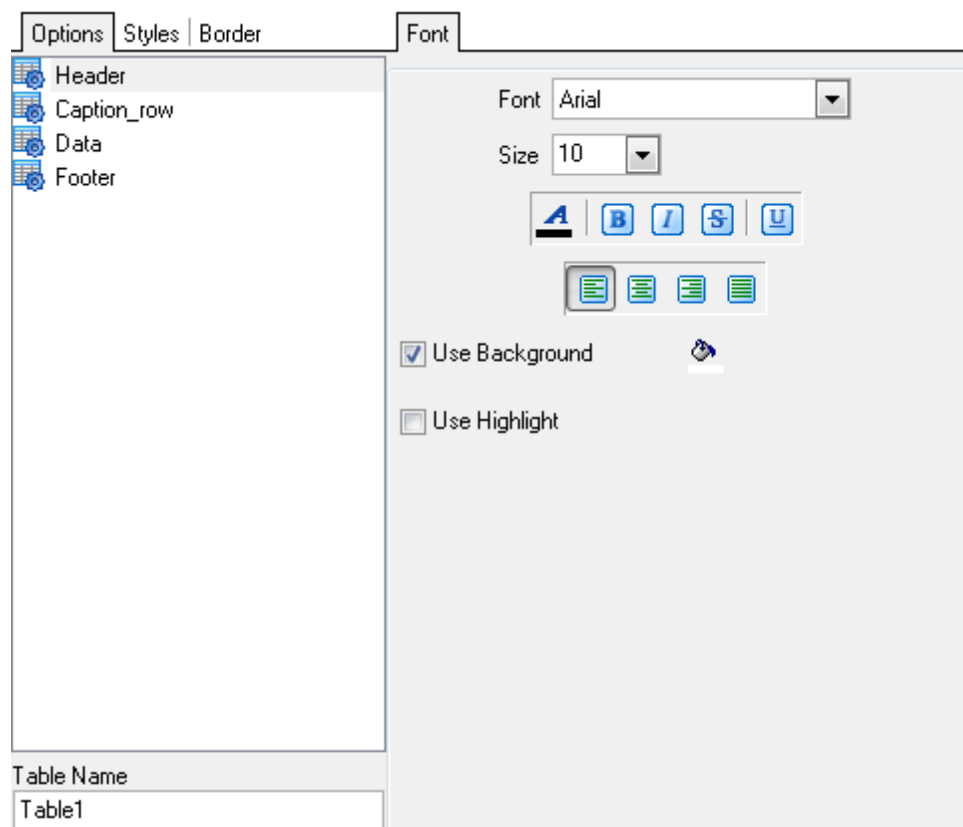 Options Styles Border
Header
Caption_row
Data
Footer
Table Name
Table1
Font
Font Arial
Size 10
A B I S U
Use Background
Use Highlight